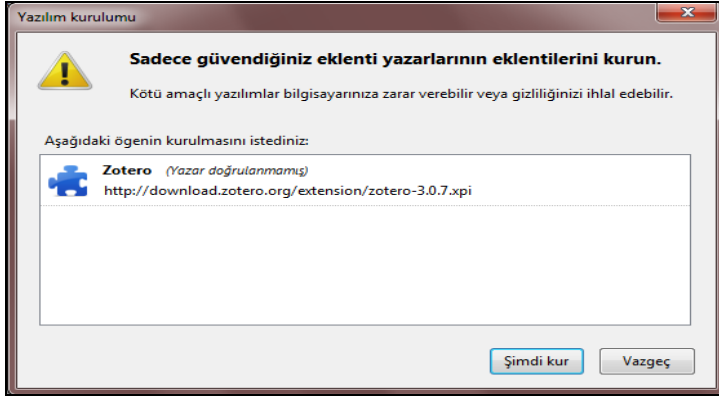 Yazılım kurulumu
Sadece güvendiğiniz eklenti yazarlarının eklentilerini kurun.
Kötü amaçlı yazılımlar bilgisayarınıza zarar verebilir veya gizliliğinizi ihlal edebilir.
Aşağıdaki ögenin kurulmasını istediniz:
Zotero (Yazar doğrulanmamış)
http://download.zotero.org/extension/zotero-3.0.7.xpi
Şimdi kur Vazgeç